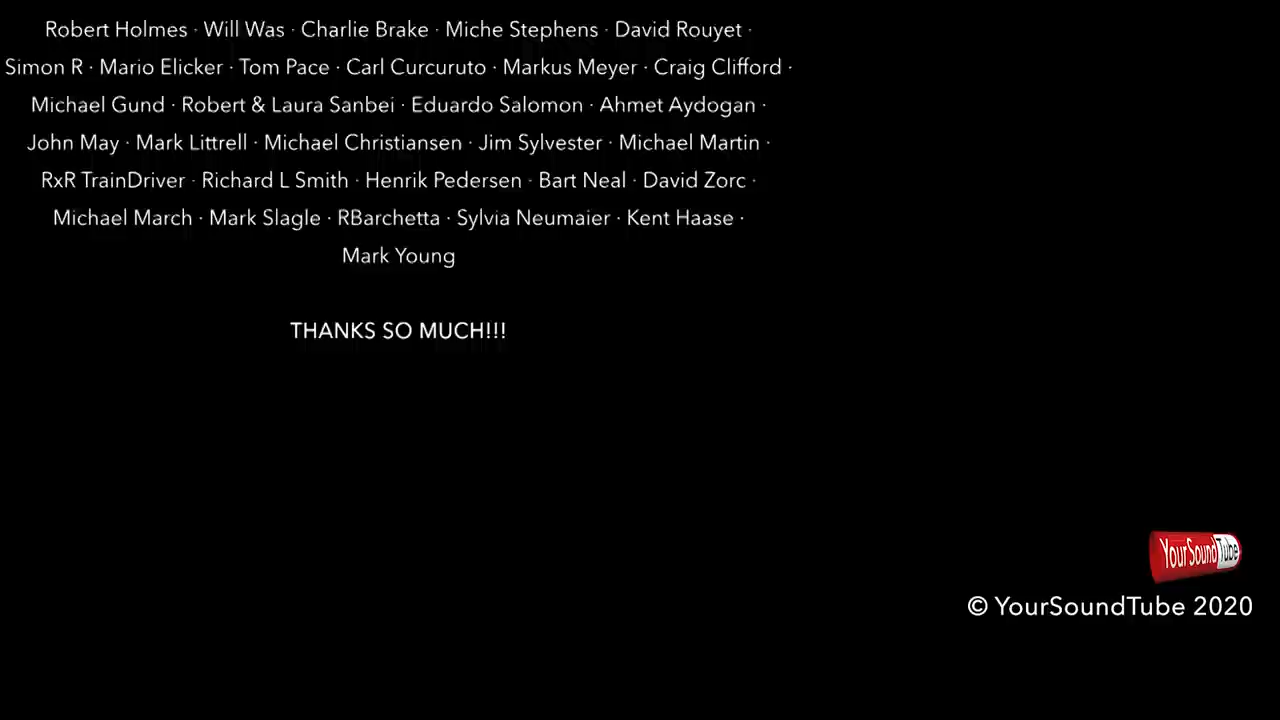 Robert Holmes · Will Was · Charlie Brake · Miche Stephens · David Rouyet ·
Simon R · Mario Elicker · Tom Pace · Carl Curcuruto · Markus Meyer · Craig Clifford ·
Michael Gund · Robert & Laura Sanbei · Eduardo Salomon · Ahmet Aydogan ·
John May · Mark Littrell · Michael Christiansen · Jim Sylvester · Michael Martin ·
RxR TrainDriver · Richard L Smith · Henrik Pedersen · Bart Neal · David Zorc ·
Michael March · Mark Slagle · RBarchetta · Sylvia Neumaier · Kent Haase ·
Mark Young
THANKS SO MUCH!!!
YourSoundTube
© YourSoundTube 2020